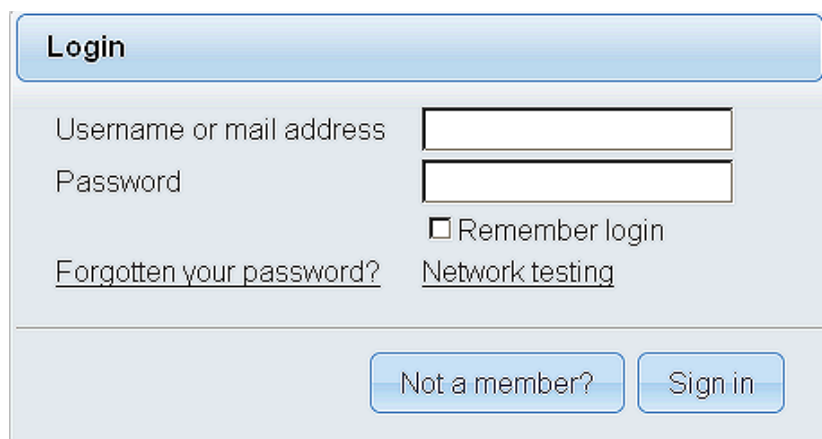 Login
Username or mail address
Password
Remember login
Forgotten your password? Network testing
Not a member? Sign in